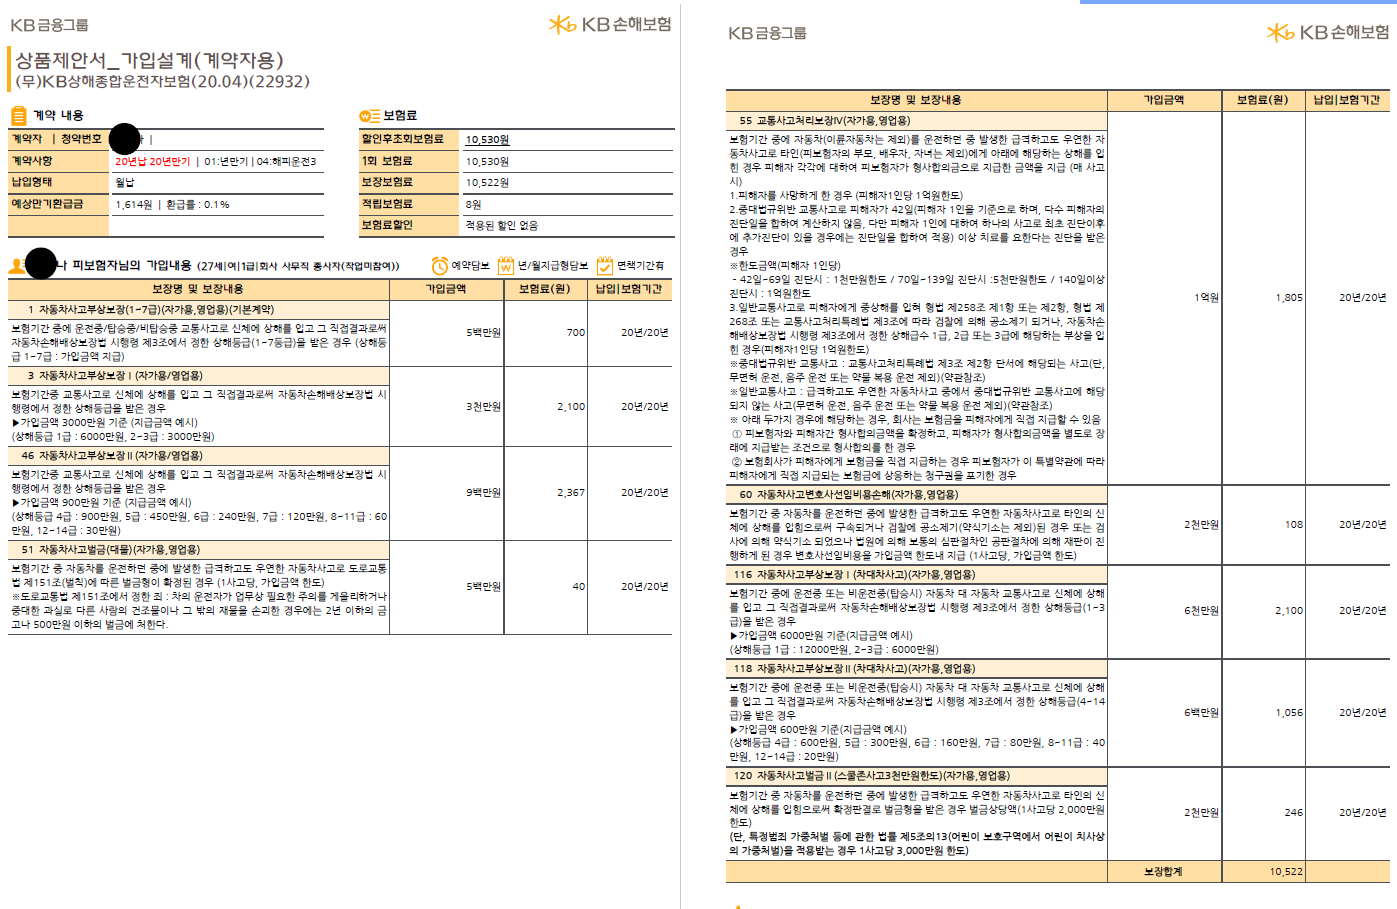 KB금융그룹
KB손해보험
상품제안서_가입설계(계약자용)
(무)KB상해종합운전자보험(20.04)(22932)
계약 내용
계약자 | 청약번호 |
계약사항 20년납 20년만기 | 01:년만기 | 04:해피운전3
납입형태 월납
예상만기환급금 1,614원 | 환급률 : 0.1%
보험료
할인후초회보험료 10,530원
1회 보험료 10,530원
보장보험료 10,522원
적립보험료 8원
보험료할인 적용된 할인 없음
나 피보험자님의 가입내용 (27세|여|1급|회사 사무직 종사자(작업미참여))
예약담보 년/월지급형담보 면책기간有
보장명 및 보장내용 가입금액 보험료(원) 납입|보험기간
1 자동차사고부상보장(1~7급)(자가용,영업용)(기본계약)
보험기간 중에 운전중/탑승중/비탑승중 교통사고로 신체에 상해를 입고 그 직접결과로써
자동차손해배상보장법 시행령 제3조에서 정한 상해등급(1~7등급)을 받은 경우 (상해등
급 1~7급 : 가입금액 지급)
5백만원 700 20년/20년
3 자동차사고부상보장Ⅰ(자가용/영업용)
보험기간중 교통사고로 신체에 상해를 입고 그 직접결과로써 자동차손해배상보장법 시
행령에서 정한 상해등급을 받은 경우
▶가입금액 3000만원 기준 (지급금액 예시)
(상해등급 1급 : 6000만원, 2~3급 : 3000만원)
3천만원 2,100 20년/20년
46 자동차사고부상보장Ⅱ(자가용/영업용)
보험기간중 교통사고로 신체에 상해를 입고 그 직접결과로써 자동차손해배상보장법 시
행령에서 정한 상해등급을 받은 경우
▶가입금액 900만원 기준 (지급금액 예시)
(상해등급 4급 : 900만원, 5급 : 450만원, 6급 : 240만원, 7급 : 120만원, 8~11급 : 60
만원, 12~14급 : 30만원)
9백만원 2,367 20년/20년
51 자동차사고벌금(대물)(자가용,영업용)
보험기간 중 자동차를 운전하던 중에 발생한 급격하고도 우연한 자동차사고로 도로교통
법 제151조(벌칙)에 따른 벌금형이 확정된 경우 (1사고당, 가입금액 한도)
※도로교통법 제151조에서 정한 죄 : 차의 운전자가 업무상 필요한 주의를 게을리하거나
중대한 과실로 다른 사람의 건조물이나 그 밖의 재물을 손괴한 경우에는 2년 이하의 금
고나 500만원 이하의 벌금에 처한다.
5백만원 40 20년/20년
KB금융그룹
KB손해보험
보장명 및 보장내용 가입금액 보험료(원) 납입|보험기간
55 교통사고처리보장Ⅳ(자가용,영업용)
보험기간 중에 자동차(이륜자동차는 제외)를 운전하던 중 발생한 급격하고도 우연한 자
동차사고로 타인(피보험자의 부모, 배우자, 자녀는 제외)에게 아래에 해당하는 상해를 입
힌 경우 피해자 각각에 대하여 피보험자가 형사합의금으로 지급한 금액을 지급 (매 사고
시)
1.피해자를 사망하게 한 경우 (피해자1인당 1억원한도)
2.중대법규위반 교통사고로 피해자가 42일(피해자 1인을 기준으로 하며, 다수 피해자의
진단일을 합하여 계산하지 않음, 다만 피해자 1인에 대하여 하나의 사고로 최초 진단이후
에 추가진단이 있을 경우에는 진단일을 합하여 적용) 이상 치료를 요한다는 진단을 받은
경우
※한도금액(피해자 1인당)
- 42일~69일 진단시 : 1천만원한도 / 70일~139일 진단시 :5천만원한도 / 140일이상
진단시 : 1억원한도
3.일반교통사고로 피해자에게 중상해를 입혀 형법 제258조 제1항 또는 제2항, 형법 제
268조 또는 교통사고처리특례법 제3조에 따라 검찰에 의해 공소제기 되거나, 자동차손
해배상보장법 시행령 제3조에서 정한 상해급수 1급, 2급 또는 3급에 해당하는 부상을 입
힌 경우(피해자1인당 1억원한도)
※중대법규위반 교통사고 : 교통사고처리특례법 제3조 제2항 단서에 해당되는 사고(단,
무면허 운전, 음주 운전 또는 약물 복용 운전 제외)(약관참조)
※일반교통사고 : 급격하고도 우연한 자동차사고 중에서 중대법규위반 교통사고에 해당
되지 않는 사고(무면허 운전, 음주 운전 또는 약물 복용 운전 제외)(약관참조)
※ 아래 두가지 경우에 해당하는 경우, 회사는 보험금을 피해자에게 직접 지급할 수 있음
① 피보험자와 피해자간 형사합의금액을 확정하고, 피해자가 형사합의금액을 별도로 장
래에 지급받는 조건으로 형사합의를 한 경우
② 보험회사가 피해자에게 보험금을 직접 지급하는 경우 피보험자가 이 특별약관에 따라
피해자에게 직접 지급되는 보험금에 상응하는 청구권을 포기한 경우
1억원 1,805 20년/20년
60 자동차사고변호사선임비용손해(자가용,영업용)
보험기간 중 자동차를 운전하던 중에 발생한 급격하고도 우연한 자동차사고로 타인의 신
체에 상해를 입힘으로써 구속되거나 검찰에 공소제기(약식기소는 제외)된 경우 또는 검
사에 의해 약식기소 되었으나 법원에 의해 보통의 심판절차인 공판절차에 의해 재판이 진
행하게 된 경우 변호사선임비용을 가입금액 한도내 지급 (1사고당, 가입금액 한도)
2천만원 108 20년/20년
116 자동차사고부상보장Ⅰ(차대차사고)(자가용,영업용)
보험기간 중에 운전중 또는 비운전중(탑승시) 자동차 대 자동차 교통사고로 신체에 상해
를 입고 그 직접결과로써 자동차손해배상보장법 시행령 제3조에서 정한 상해등급(1~3
급)을 받은 경우
▶가입금액 6000만원 기준(지급금액 예시)
(상해등급 1급 : 12000만원, 2~3급 : 6000만원)
6천만원 2,100 20년/20년
118 자동차사고부상보장Ⅱ(차대차사고)(자가용,영업용)
보험기간 중에 운전중 또는 비운전중(탑승시) 자동차 대 자동차 교통사고로 신체에 상해
를 입고 그 직접결과로써 자동차손해배상보장법 시행령 제3조에서 정한 상해등급(4~14
급)을 받은 경우
▶가입금액 600만원 기준(지급금액 예시)
(상해등급 4급 : 600만원, 5급 : 300만원, 6급 : 160만원, 7급 : 80만원, 8~11급 : 40
만원, 12~14급 : 20만원)
6백만원 1,056 20년/20년
120 자동차사고벌금Ⅱ(스쿨존사고3천만원한도)(자가용,영업용)
보험기간 중 자동차를 운전하던 중에 발생한 급격하고도 우연한 자동차사고로 타인의 신
체에 상해를 입힘으로써 확정판결로 벌금형을 받은 경우 벌금상당액(1사고당 2,000만원
한도)
(단, 특정범죄 가중처벌 등에 관한 법률 제5조의13(어린이 보호구역에서 어린이 치사상
의 가중처벌)을 적용받는 경우 1사고당 3,000만원 한도)
2천만원 246 20년/20년
보장합계 10,522